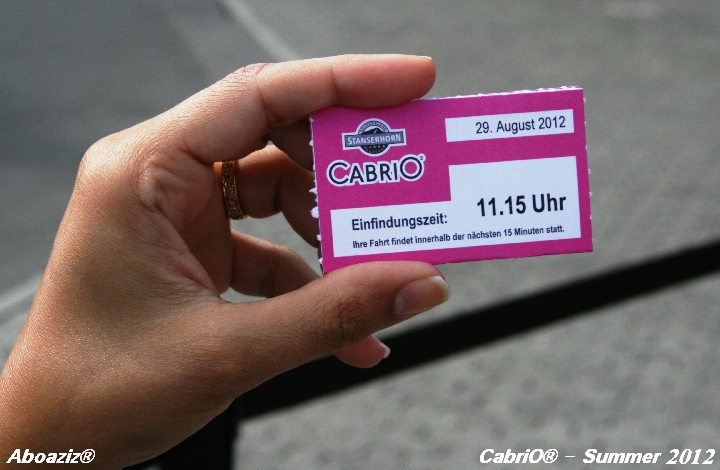 STANSERHORN
CABRIO
29. August 2012
11.15 Uhr
Einfindungszeit:
Ihre Fahrt findet innerhalb der nächsten 15 Minuten statt.
Aboaziz®
CabriO® – Summer 2012